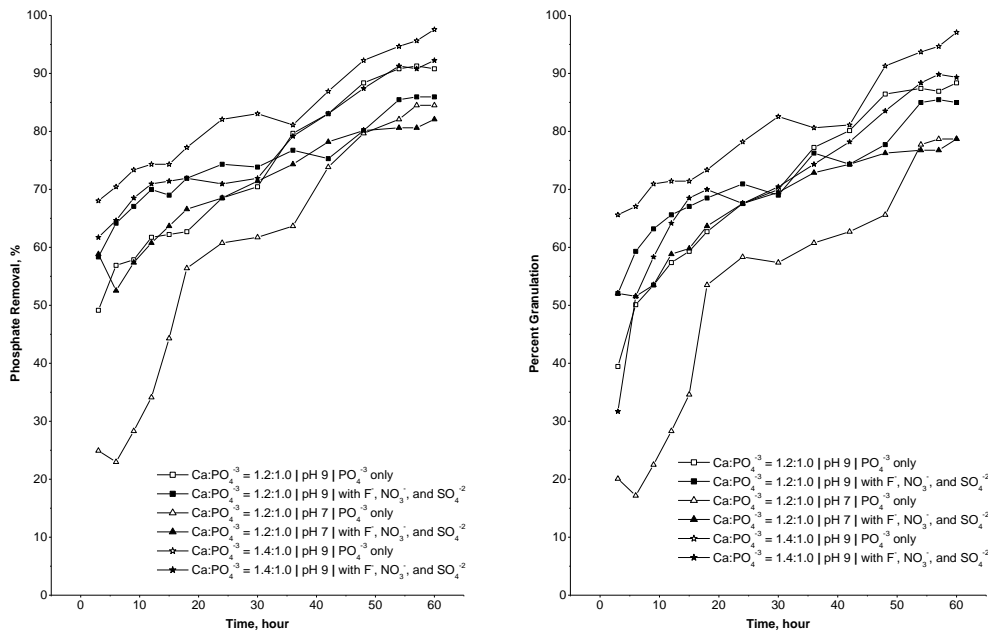 100
90
80
70
60
50
40
30
20
10
0
Phosphate Removal, %
0 10 20 30 40 50 60
Time, hour
Ca:PO₄⁻³ = 1.2:1.0 | pH 9 | PO₄⁻³ only
Ca:PO₄⁻³ = 1.2:1.0 | pH 9 | with F⁻, NO₃⁻, and SO₄⁻²
Ca:PO₄⁻³ = 1.2:1.0 | pH 7 | PO₄⁻³ only
Ca:PO₄⁻³ = 1.2:1.0 | pH 7 | with F⁻, NO₃⁻, and SO₄⁻²
Ca:PO₄⁻³ = 1.4:1.0 | pH 9 | PO₄⁻³ only
Ca:PO₄⁻³ = 1.4:1.0 | pH 9 | with F⁻, NO₃⁻, and SO₄⁻²
100
90
80
70
60
50
40
30
20
10
0
Percent Granulation
0 10 20 30 40 50 60
Time, hour
Ca:PO₄⁻³ = 1.2:1.0 | pH 9 | PO₄⁻³ only
Ca:PO₄⁻³ = 1.2:1.0 | pH 9 | with F⁻, NO₃⁻, and SO₄⁻²
Ca:PO₄⁻³ = 1.2:1.0 | pH 7 | PO₄⁻³ only
Ca:PO₄⁻³ = 1.2:1.0 | pH 7 | with F⁻, NO₃⁻, and SO₄⁻²
Ca:PO₄⁻³ = 1.4:1.0 | pH 9 | PO₄⁻³ only
Ca:PO₄⁻³ = 1.4:1.0 | pH 9 | with F⁻, NO₃⁻, and SO₄⁻²